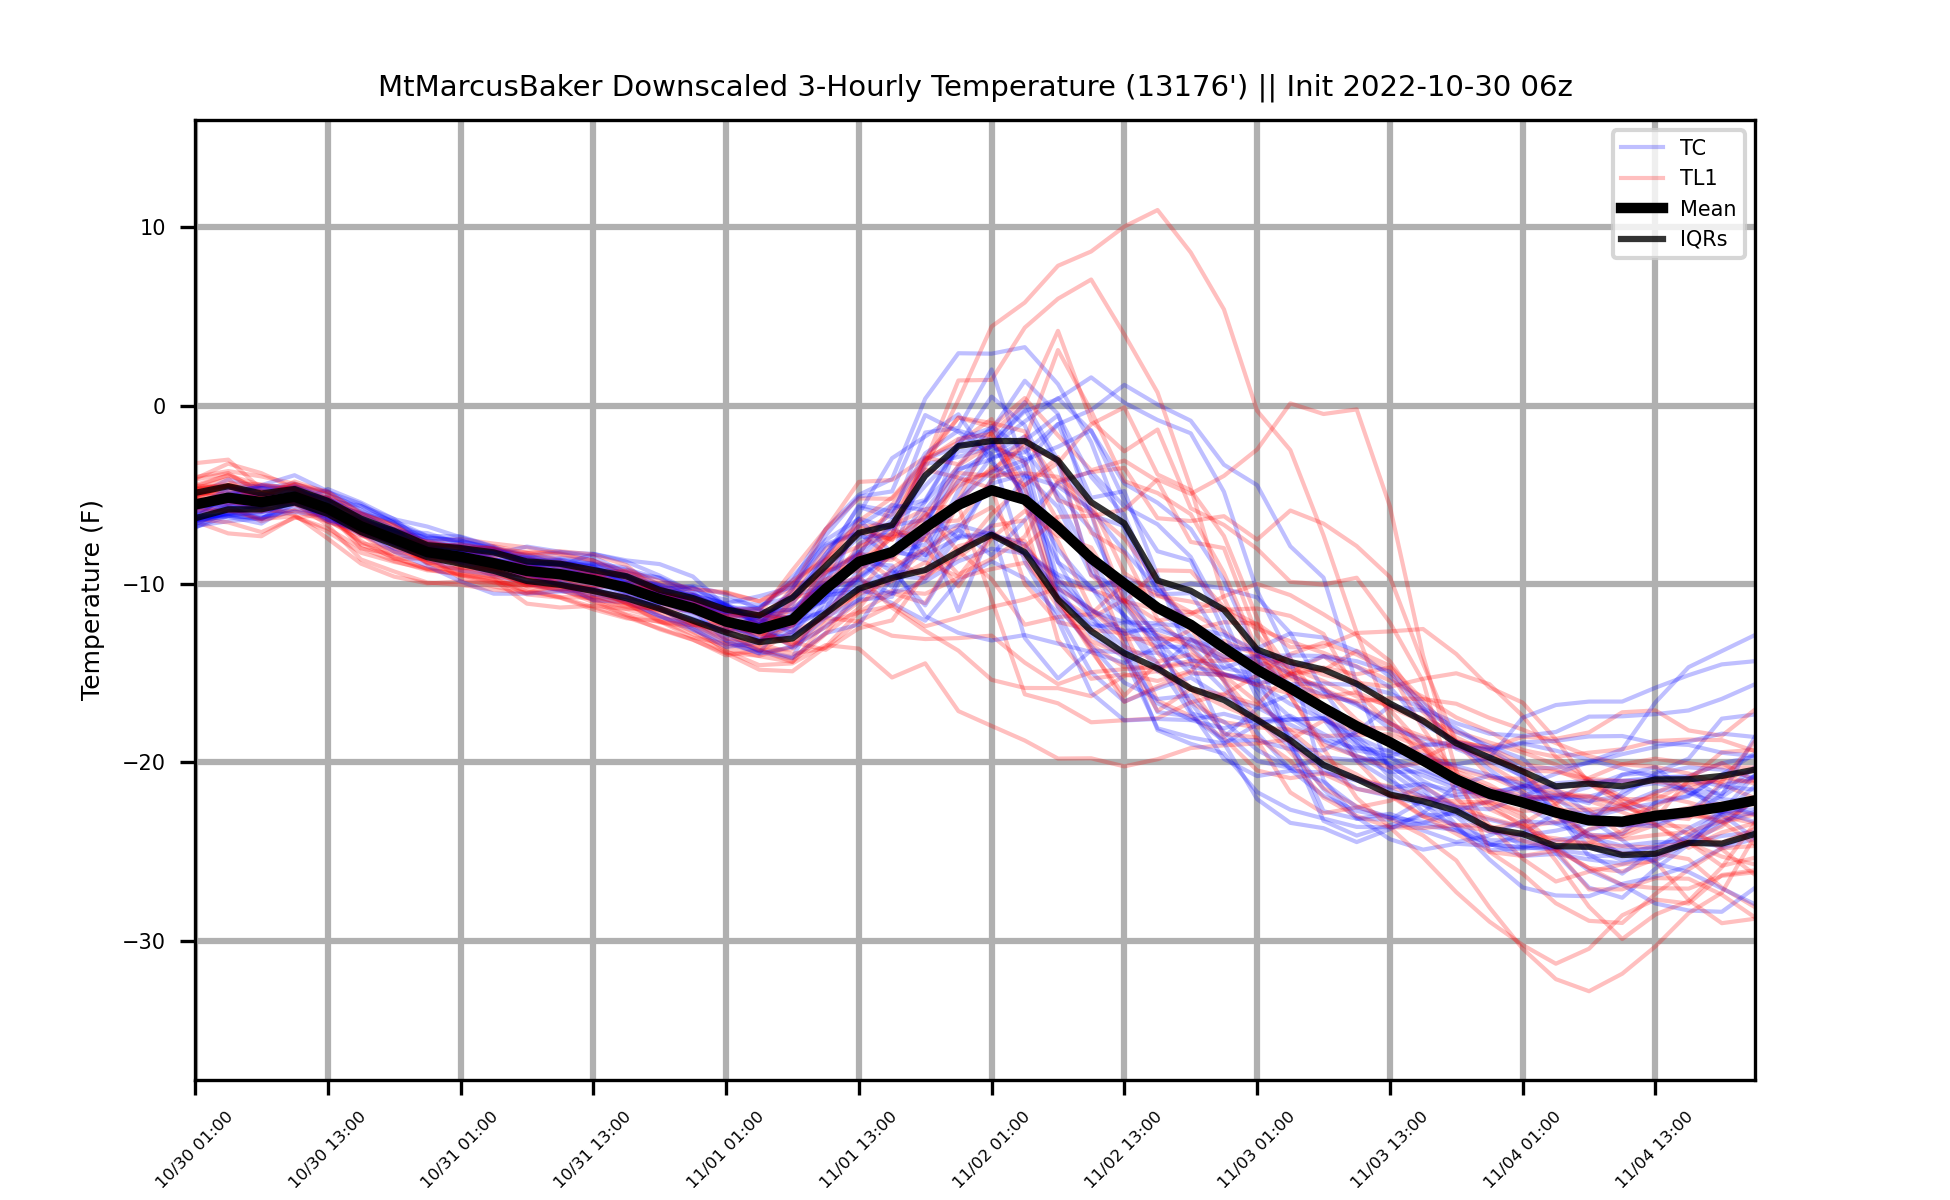 MtMarcusBaker Downscaled 3-Hourly Temperature (13176') || Init 2022-10-30 06z
TC
TL1
Mean
IQRs
Temperature (F)
10
0
−10
−20
−30
10/30 01:00
10/30 13:00
10/31 01:00
10/31 13:00
11/01 01:00
11/01 13:00
11/02 01:00
11/02 13:00
11/03 01:00
11/03 13:00
11/04 01:00
11/04 13:00